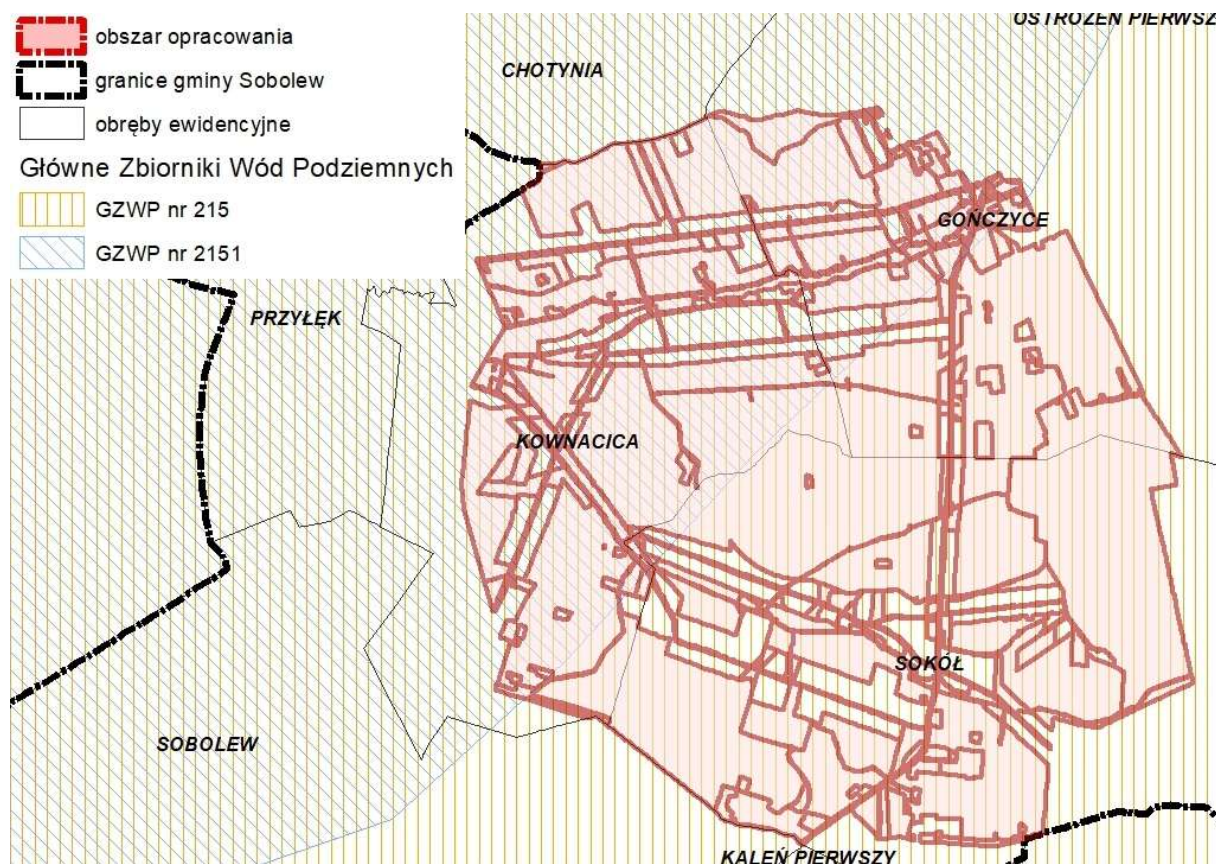 obszar opracowania
granice gminy Sobolew
obręby ewidencyjne
Główne Zbiorniki Wód Podziemnych
GZWP nr 215
GZWP nr 2151
OSTROŻEŃ PIERWSZ
CHOTYNIA
GOŃCZYCE
PRZYŁĘK
KOWNACICA
SOKÓŁ
SOBOLEW
KALEŃ PIERWSZY